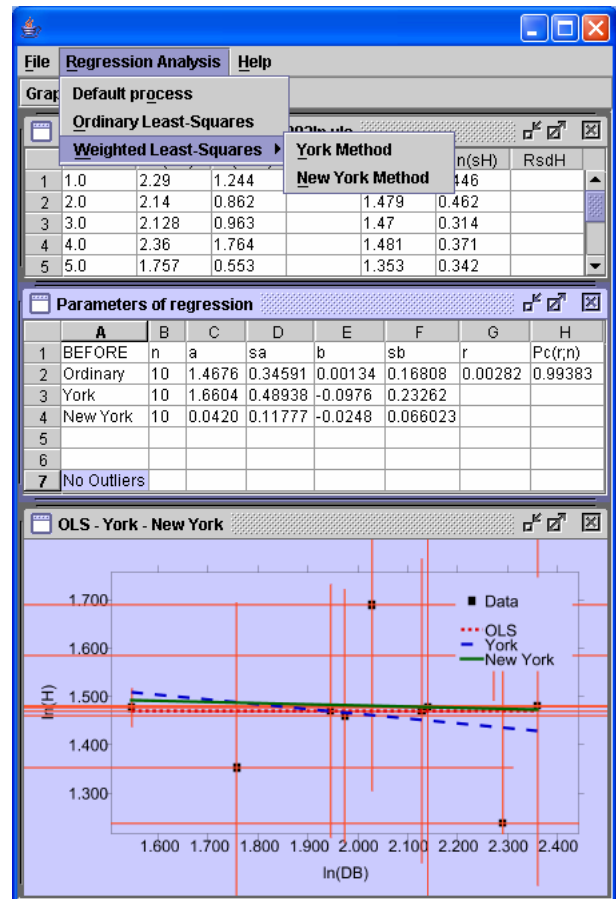 File Regression Analysis Help
Default process
Ordinary Least-Squares
Weighted Least-Squares
York Method
New York Method
n(sH) RsdH
1 1.0 2.29 1.244
2 2.0 2.14 0.862 1.479 0.462
3 3.0 2.128 0.963 1.47 0.314
4 4.0 2.36 1.764 1.481 0.371
5 5.0 1.757 0.553 1.353 0.342
Parameters of regression
A B C D E F G H
1 BEFORE n a sa b sb r Pc(r;n)
2 Ordinary 10 1.4676 0.34591 0.00134 0.16808 0.00282 0.99383
3 York 10 1.6604 0.48938 -0.0976 0.23262
4 New York 10 0.0420 0.11777 -0.0248 0.066023
5
6
7 No Outliers
OLS - York - New York
1.700
1.600
1.500
1.400
1.300
ln(H)
Data
OLS
York
New York
1.600 1.700 1.800 1.900 2.000 2.100 2.200 2.300 2.400
ln(DB)